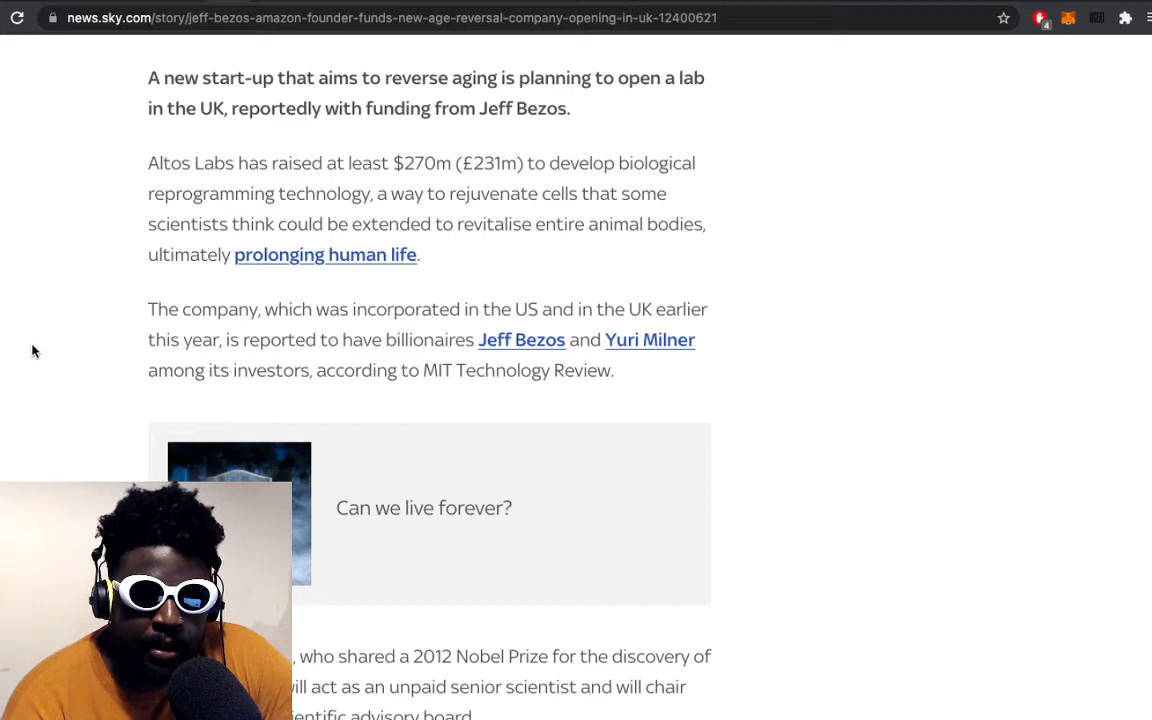 news.sky.com/story/jeff-bezos-amazon-founder-funds-new-age-reversal-company-opening-in-uk-12400621
4
A new start-up that aims to reverse aging is planning to open a lab
in the UK, reportedly with funding from Jeff Bezos.
Altos Labs has raised at least $270m (£231m) to develop biological
reprogramming technology, a way to rejuvenate cells that some
scientists think could be extended to revitalise entire animal bodies,
ultimately prolonging human life.
The company, which was incorporated in the US and in the UK earlier
this year, is reported to have billionaires Jeff Bezos and Yuri Milner
among its investors, according to MIT Technology Review.
Can we live forever?
, who shared a 2012 Nobel Prize for the discovery of
will act as an unpaid senior scientist and will chair
entific advisory board.